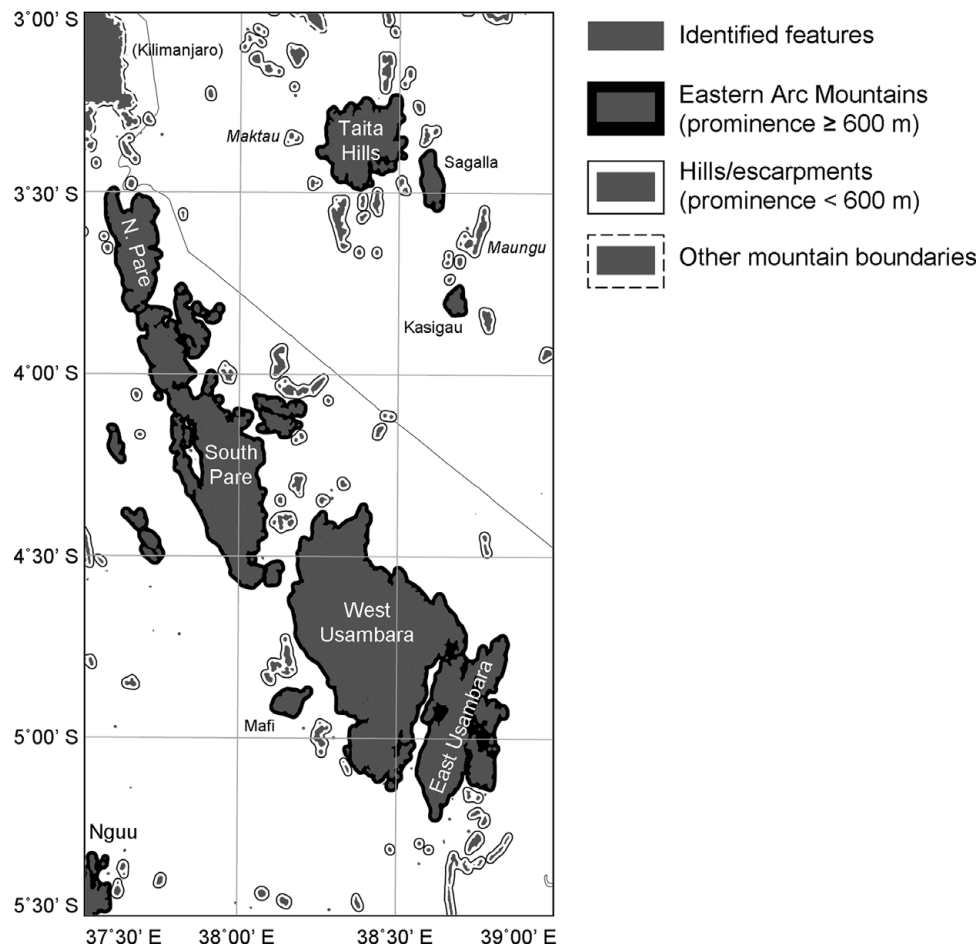 3˚00’ S
(Kilimanjaro)
Maktau
Taita
Hills
Sagalla
3˚30’ S
N. Pare
Maungu
Kasigau
4˚00’ S
South
Pare
4˚30’ S
West
Usambara
East Usambara
Mafi
5˚00’ S
Nguu
5˚30’ S
37˚30’ E
38˚00’ E
38˚30’ E
39˚00’ E
Identified features
Eastern Arc Mountains
(prominence ≥ 600 m)
Hills/escarpments
(prominence < 600 m)
Other mountain boundaries